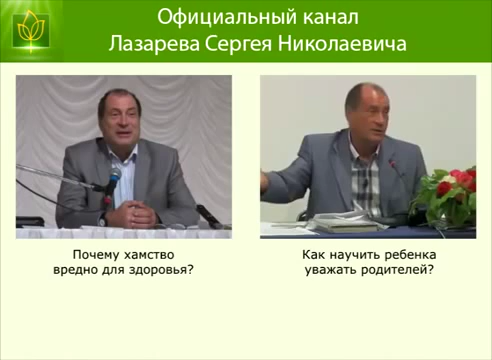 Официальный канал
Лазарева Сергея Николаевича
Почему хамство
вредно для здоровья?
Как научить ребенка
уважать родителей?